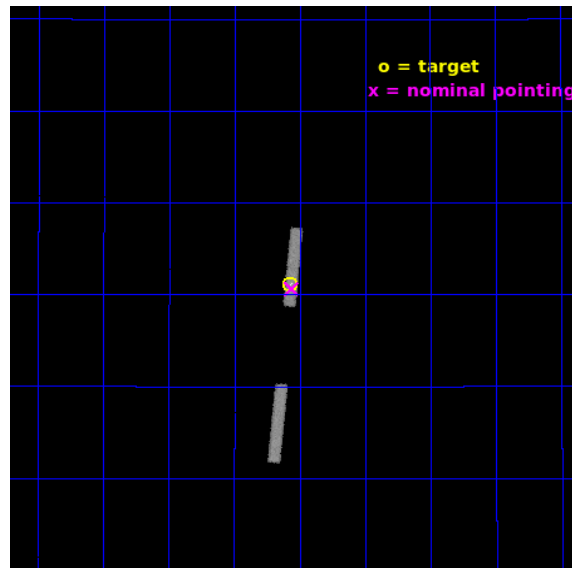 o = target
x = nominal pointing